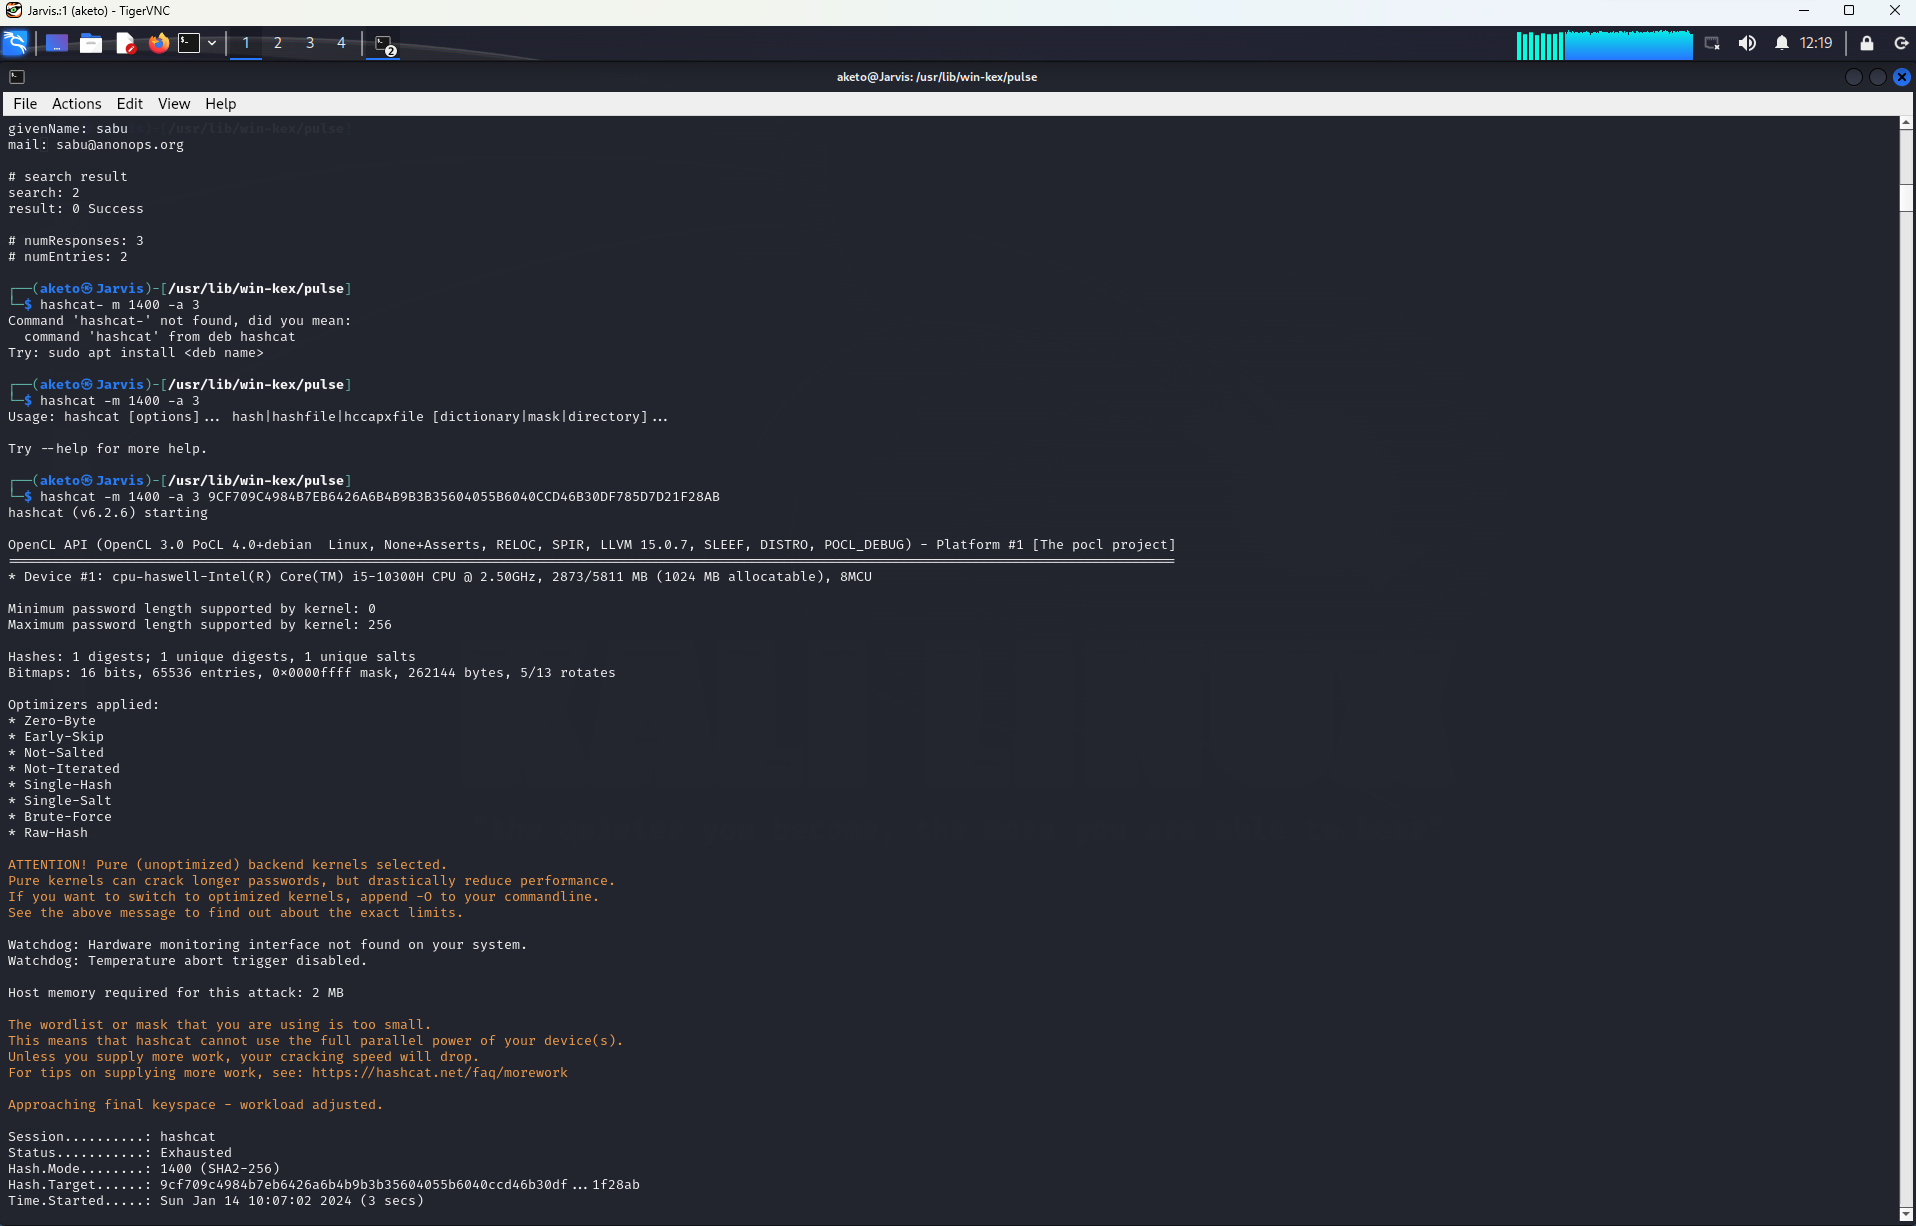 Jarvis.:1 (aketo) - TigerVNC
1 2 3 4 2 12:19
aketo@Jarvis: /usr/lib/win-kex/pulse
File Actions Edit View Help
givenName: sabu
mail: sabu@anonops.org
# search result
search: 2
result: 0 Success
# numResponses: 3
# numEntries: 2
┌──(aketo㉿Jarvis)-[/usr/lib/win-kex/pulse]
└─$ hashcat- m 1400 -a 3
Command 'hashcat-' not found, did you mean:
  command 'hashcat' from deb hashcat
Try: sudo apt install <deb name>
┌──(aketo㉿Jarvis)-[/usr/lib/win-kex/pulse]
└─$ hashcat -m 1400 -a 3
Usage: hashcat [options]... hash|hashfile|hccapxfile [dictionary|mask|directory]...
Try --help for more help.
┌──(aketo㉿Jarvis)-[/usr/lib/win-kex/pulse]
└─$ hashcat -m 1400 -a 3 9CF709C4984B7EB6426A6B4B9B3B35604055B6040CCD46B30DF785D7D21F28AB
hashcat (v6.2.6) starting
OpenCL API (OpenCL 3.0 PoCL 4.0+debian  Linux, None+Asserts, RELOC, SPIR, LLVM 15.0.7, SLEEF, DISTRO, POCL_DEBUG) - Platform #1 [The pocl project]
* Device #1: cpu-haswell-Intel(R) Core(TM) i5-10300H CPU @ 2.50GHz, 2873/5811 MB (1024 MB allocatable), 8MCU
Minimum password length supported by kernel: 0
Maximum password length supported by kernel: 256
Hashes: 1 digests; 1 unique digests, 1 unique salts
Bitmaps: 16 bits, 65536 entries, 0x0000ffff mask, 262144 bytes, 5/13 rotates
Optimizers applied:
* Zero-Byte
* Early-Skip
* Not-Salted
* Not-Iterated
* Single-Hash
* Single-Salt
* Brute-Force
* Raw-Hash
ATTENTION! Pure (unoptimized) backend kernels selected.
Pure kernels can crack longer passwords, but drastically reduce performance.
If you want to switch to optimized kernels, append -O to your commandline.
See the above message to find out about the exact limits.
Watchdog: Hardware monitoring interface not found on your system.
Watchdog: Temperature abort trigger disabled.
Host memory required for this attack: 2 MB
The wordlist or mask that you are using is too small.
This means that hashcat cannot use the full parallel power of your device(s).
Unless you supply more work, your cracking speed will drop.
For tips on supplying more work, see: https://hashcat.net/faq/morework
Approaching final keyspace - workload adjusted.
Session..........: hashcat
Status...........: Exhausted
Hash.Mode........: 1400 (SHA2-256)
Hash.Target......: 9cf709c4984b7eb6426a6b4b9b3b35604055b6040ccd46b30df...1f28ab
Time.Started.....: Sun Jan 14 10:07:02 2024 (3 secs)